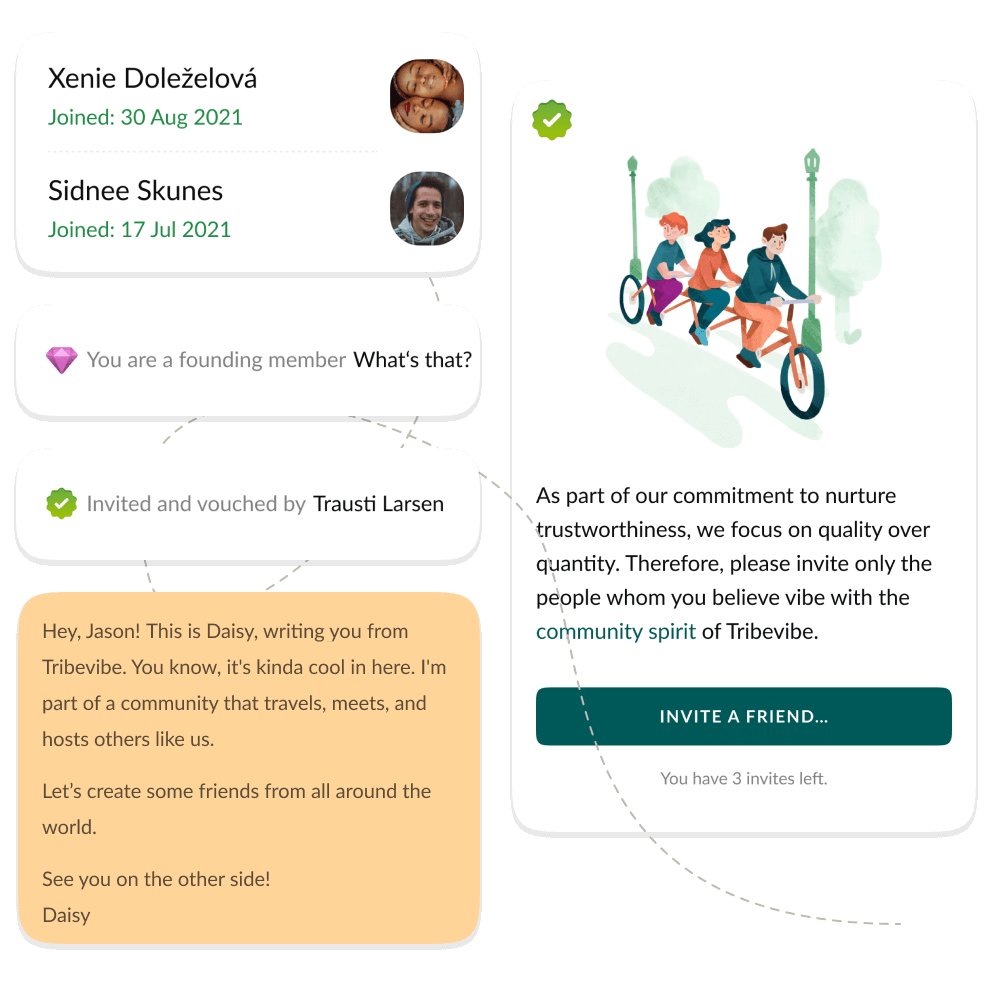 Xenie Doleželová
Joined: 30 Aug 2021
Sidnee Skunes
Joined: 17 Jul 2021
You are a founding member What‘s that?
Invited and vouched by Trausti Larsen
Hey, Jason! This is Daisy, writing you from
Tribevibe. You know, it's kinda cool in here. I'm
part of a community that travels, meets, and
hosts others like us.
Let’s create some friends from all around the
world.
See you on the other side!
Daisy
As part of our commitment to nurture
trustworthiness, we focus on quality over
quantity. Therefore, please invite only the
people whom you believe vibe with the
community spirit of Tribevibe.
INVITE A FRIEND...
You have 3 invites left.